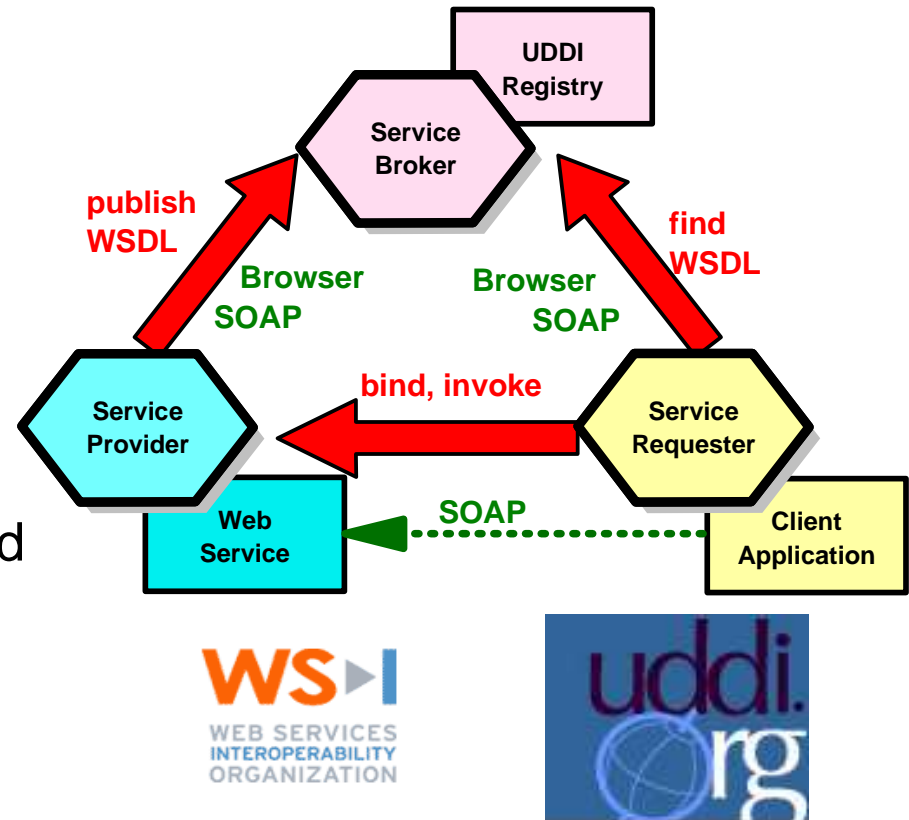 UDDI
Registry
Service
Broker
publish
WSDL
find
WSDL
Browser
SOAP
Browser
SOAP
bind, invoke
Service
Provider
Service
Requester
Web
Service
SOAP
Client
Application
d
WS I
WEB SERVICES
INTEROPERABILITY
ORGANIZATION
uddi.
Org